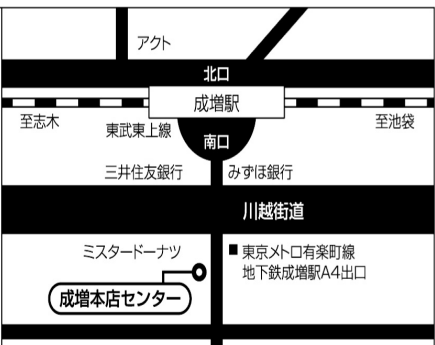 アクト
北口
成増駅
至志木
東武東上線
至池袋
南口
三井住友銀行
みずほ銀行
川越街道
ミスタードーナツ
■東京メトロ有楽町線
地下鉄成増駅A4出口
成増本店センター